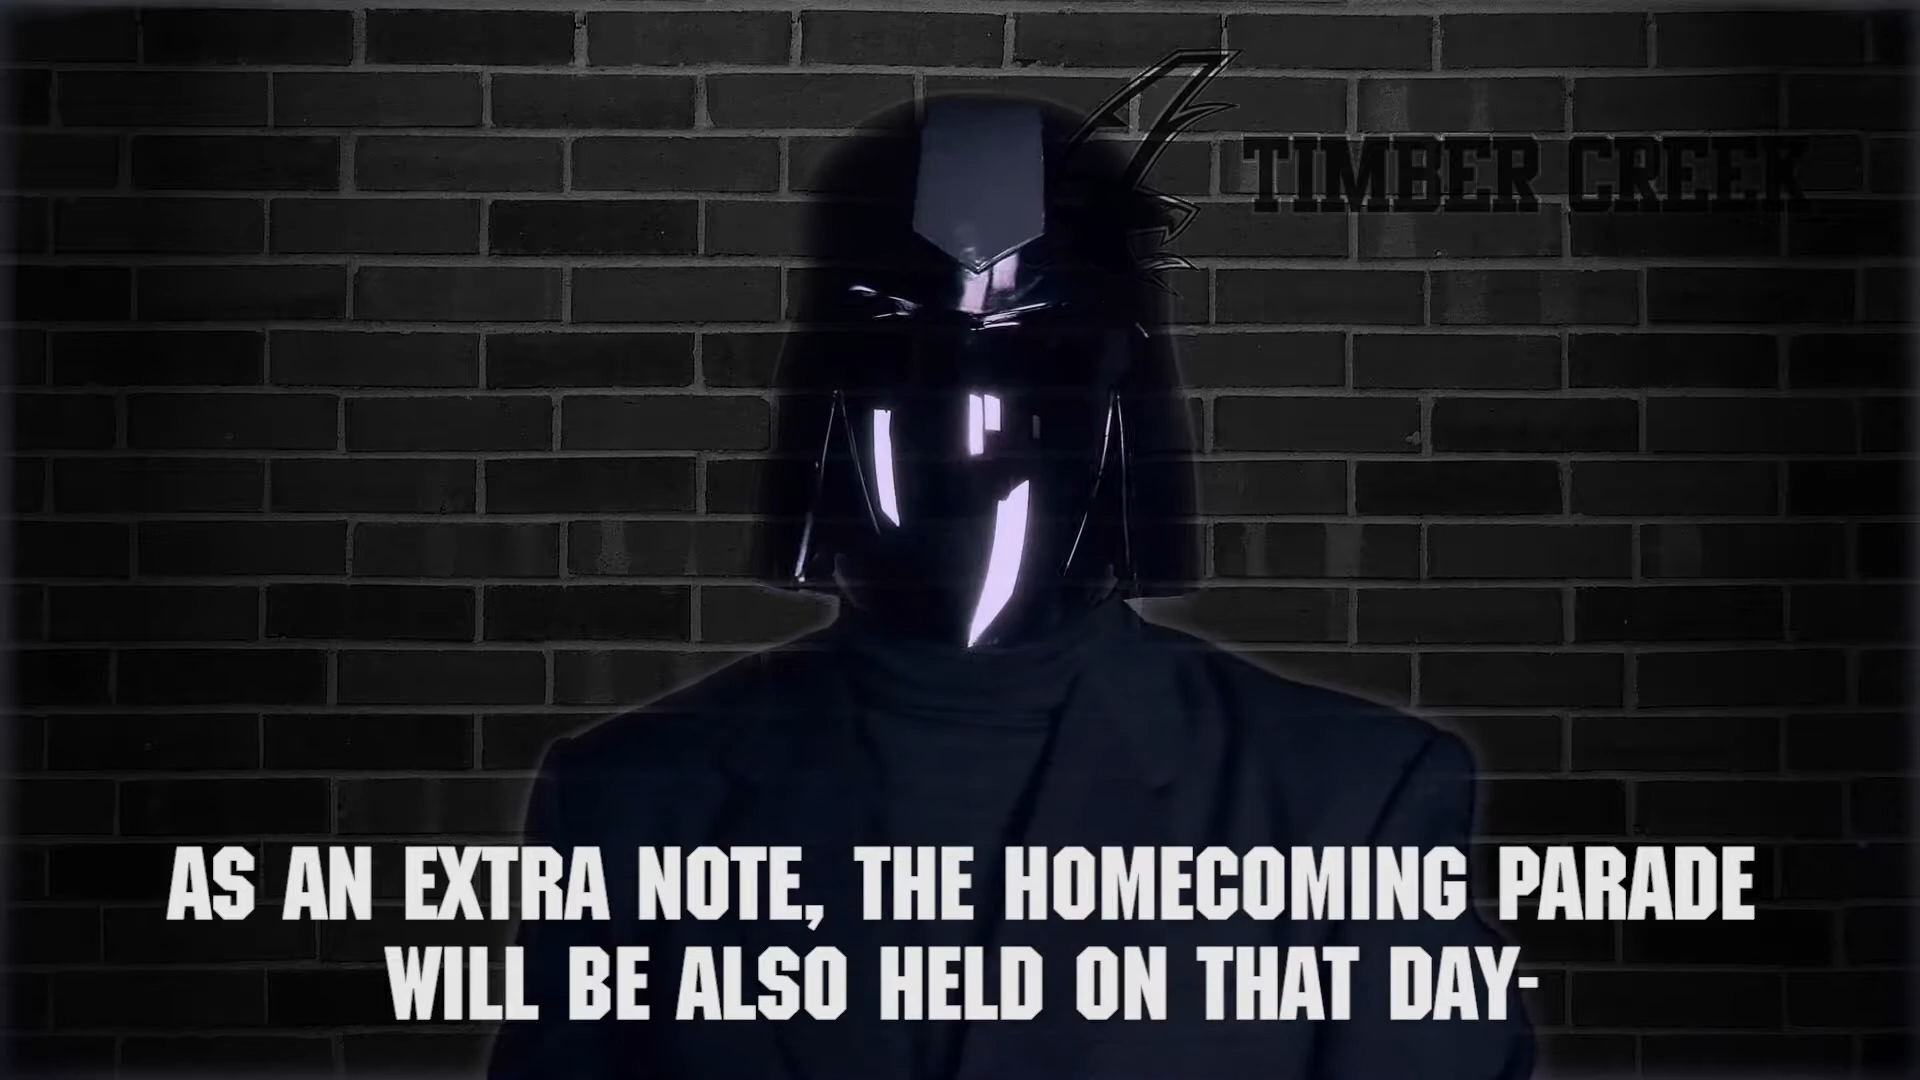 TIMBER CREEK
AS AN EXTRA NOTE, THE HOMECOMING PARADE
WILL BE ALSO HELD ON THAT DAY-